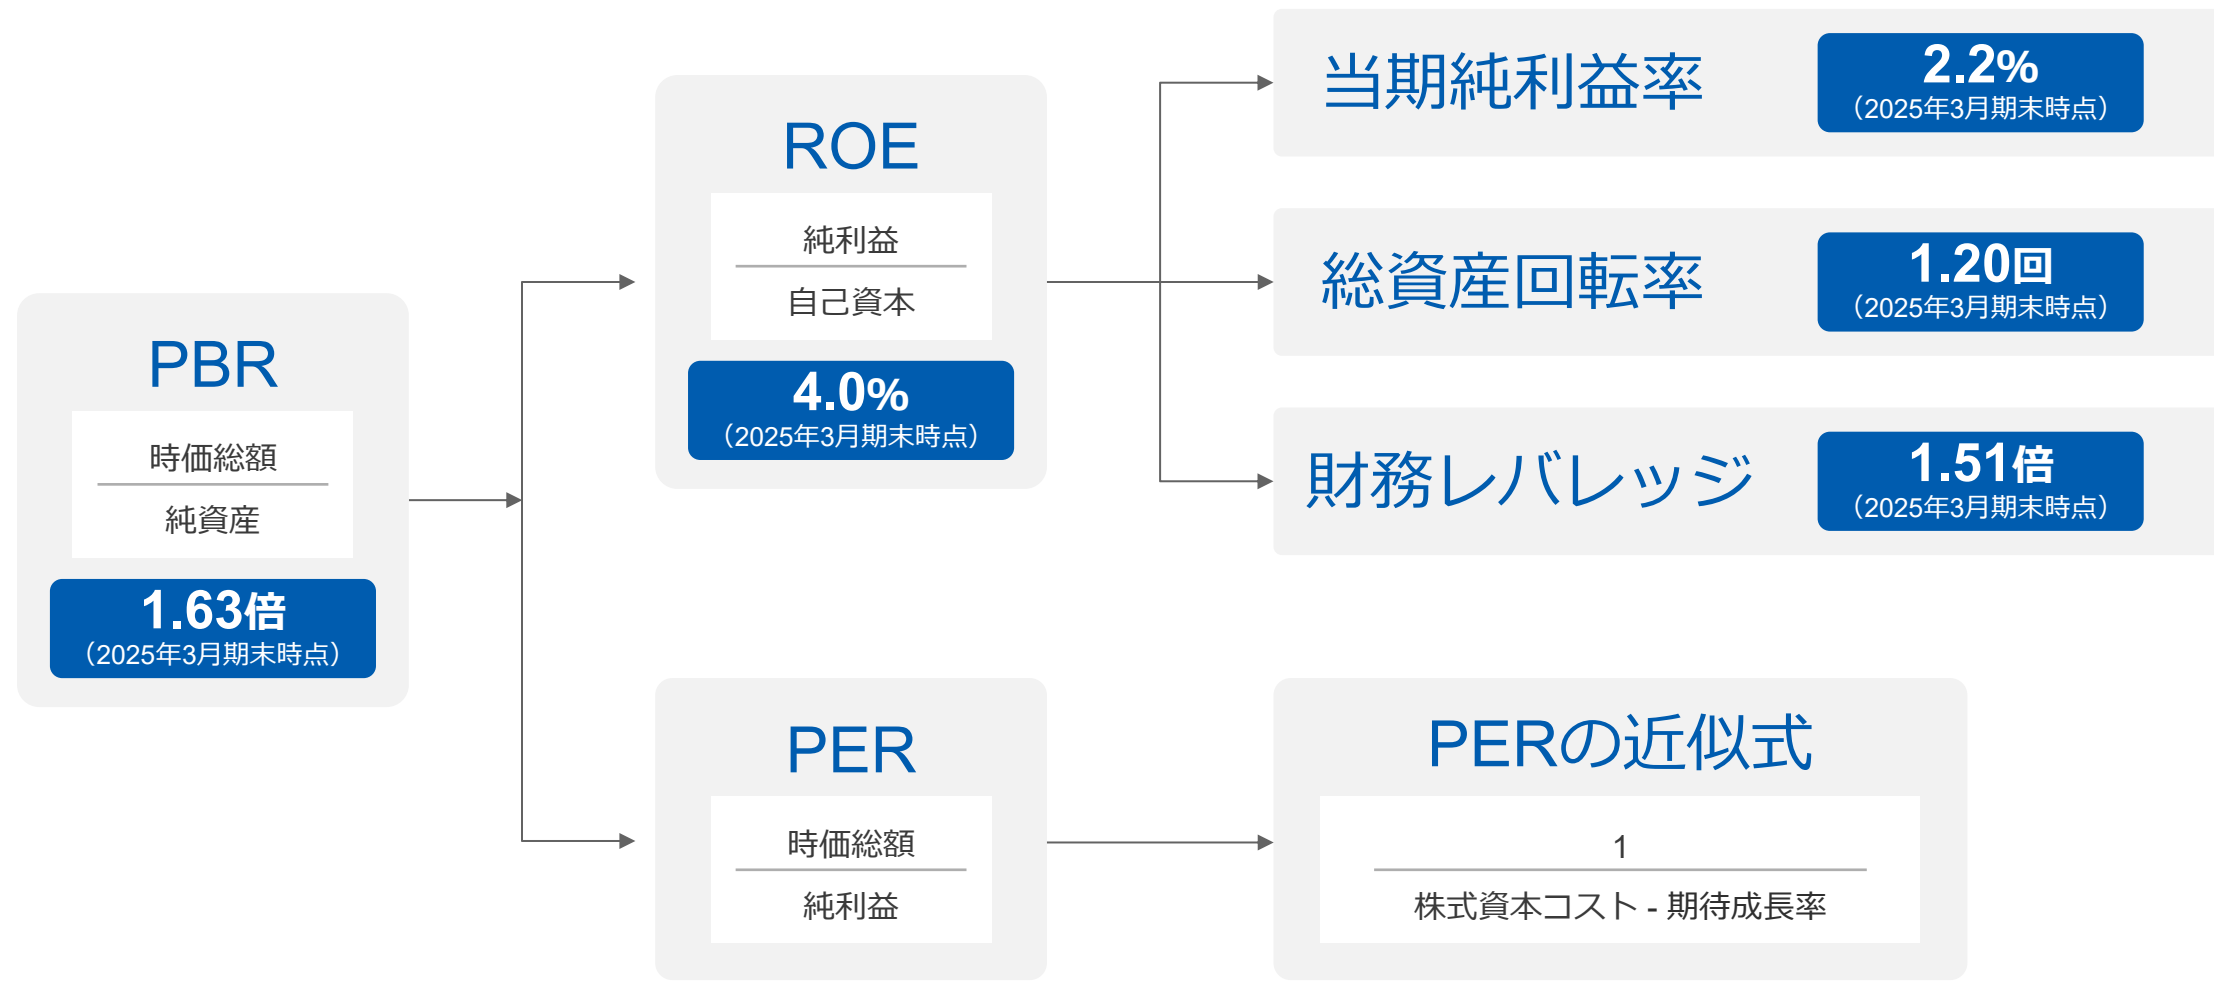 PBR
時価総額
純資産
1.63倍
（2025年3月期末時点）
ROE
純利益
自己資本
4.0%
（2025年3月期末時点）
当期純利益率
2.2%
（2025年3月期末時点）
総資産回転率
1.20回
（2025年3月期末時点）
財務レバレッジ
1.51倍
（2025年3月期末時点）
PER
時価総額
純利益
PERの近似式
1
株式資本コスト - 期待成長率